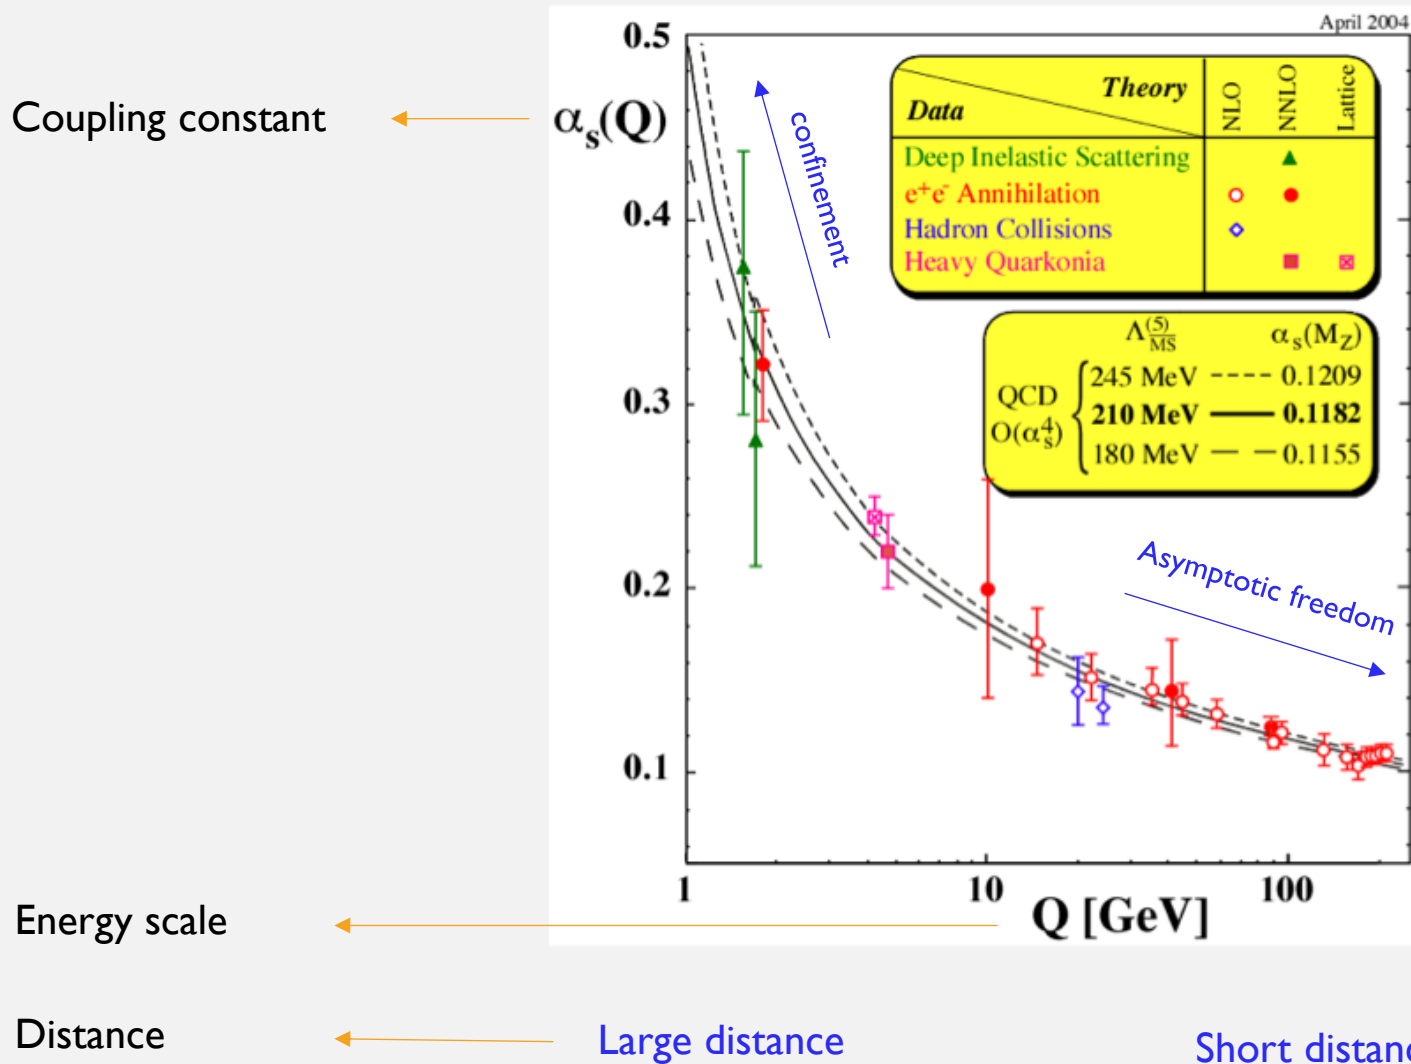 April 2004
0.5
Coupling constant
αs(Q)
confinement
Theory
Data
NLO
NNLO
Lattice
Deep Inelastic Scattering
e+e- Annihilation
Hadron Collisions
Heavy Quarkonia
0.4
Λ(5)MS αs(MZ)
QCD
O(αs4)
245 MeV 0.1209
210 MeV 0.1182
180 MeV 0.1155
0.3
0.2
Asymptotic freedom
0.1
1 10 100
Energy scale
Q [GeV]
Distance
Large distance
Short distanc